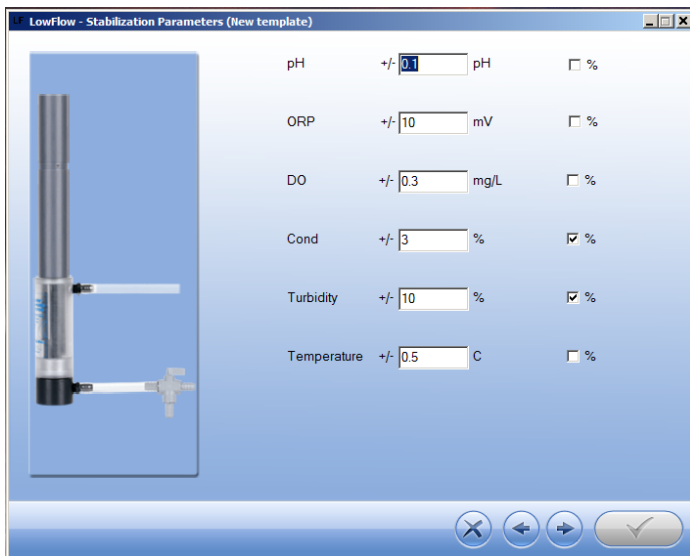 LF LowFlow - Stabilization Parameters (New template)
pH +/- 0.1 pH %
ORP +/- 10 mV %
DO +/- 0.3 mg/L %
Cond +/- 3 % %
Turbidity +/- 10 % %
Temperature +/- 0.5 C %